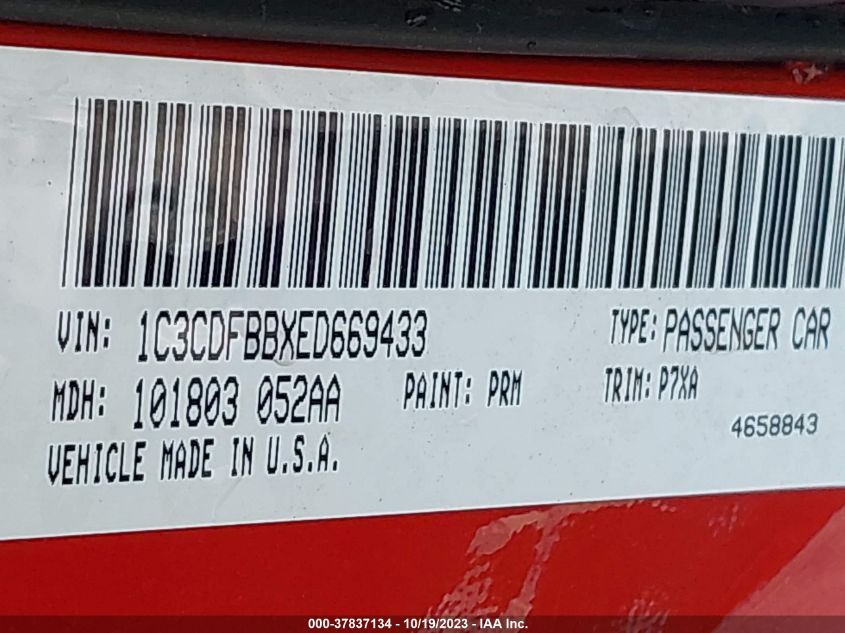 VIN: 1C3CDFBBXED669433 TYPE: PASSENGER CAR
MDH: 101803 052AA PAINT: PRM TRIM: P7XA
4658843
VEHICLE MADE IN U.S.A.
000-37837134 - 10/19/2023 - IAA Inc.